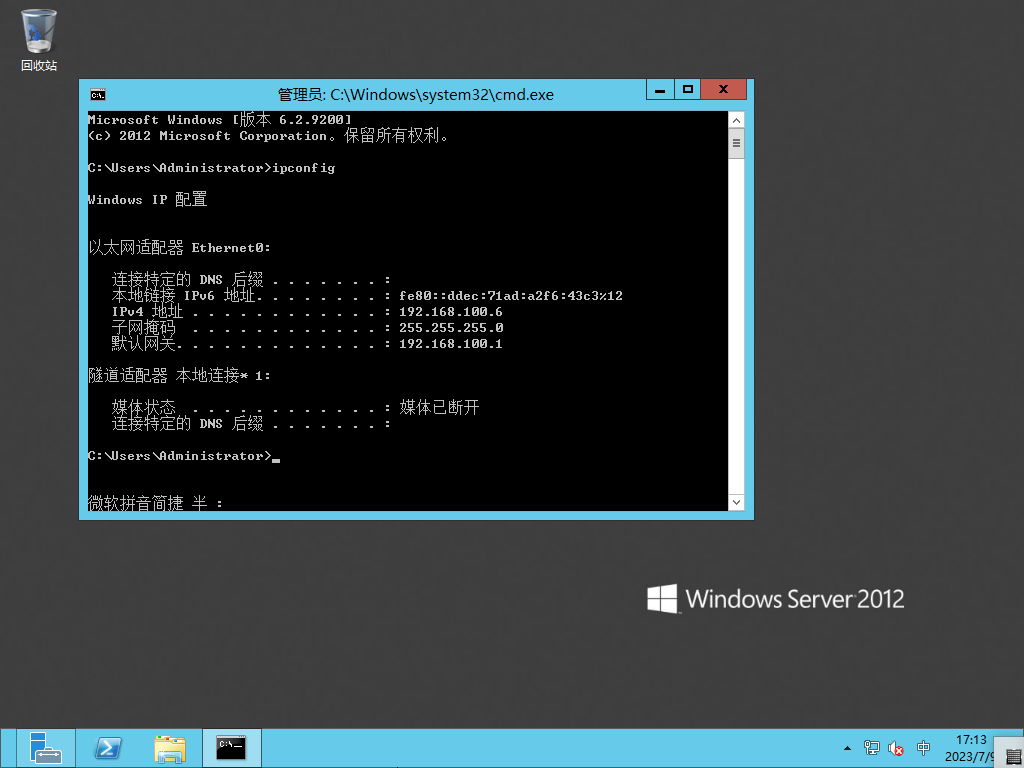 回收站
管理员: C:\Windows\system32\cmd.exe
Microsoft Windows [版本 6.2.9200]
(c) 2012 Microsoft Corporation。保留所有权利。
C:\Users\Administrator>ipconfig
Windows IP 配置
以太网适配器 Ethernet0:
连接特定的 DNS 后缀 . . . . . . . :
本地链接 IPv6 地址. . . . . . . . : fe80::ddec:71ad:a2f6:43c3%12
IPv4 地址 . . . . . . . . . . . . : 192.168.100.6
子网掩码  . . . . . . . . . . . . : 255.255.255.0
默认网关. . . . . . . . . . . . . : 192.168.100.1
隧道适配器 本地连接* 1:
媒体状态  . . . . . . . . . . . . : 媒体已断开
连接特定的 DNS 后缀 . . . . . . . :
C:\Users\Administrator>
微软拼音简捷 半 :
Windows Server 2012
C:\
中
17:13
2023/7/9